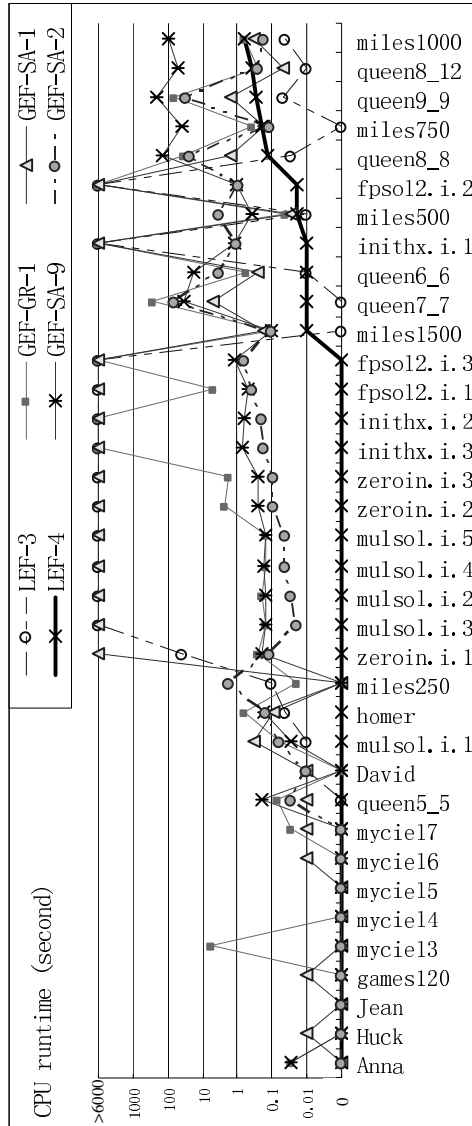 GEF-SA-1
GEF-SA-2
GEF-GR-1
GEF-SA-9
LEF-3
LEF-4
CPU runtime (second)
>6000
100
10
1
0.1
0.01
0
miles1000
queen8_12
queen9_9
miles750
queen8_8
fpsol2.i.2
miles500
inithx.i.1
queen6_6
queen7_7
miles1500
fpsol2.i.3
fpsol2.i.1
inithx.i.2
inithx.i.3
zeroin.i.3
zeroin.i.2
mulsol.i.5
mulsol.i.4
mulsol.i.2
mulsol.i.3
zeroin.i.1
miles250
homer
mulsol.i.1
David
queen5_5
myciel7
myciel6
myciel5
myciel4
myciel3
games120
Jean
Huck
Anna